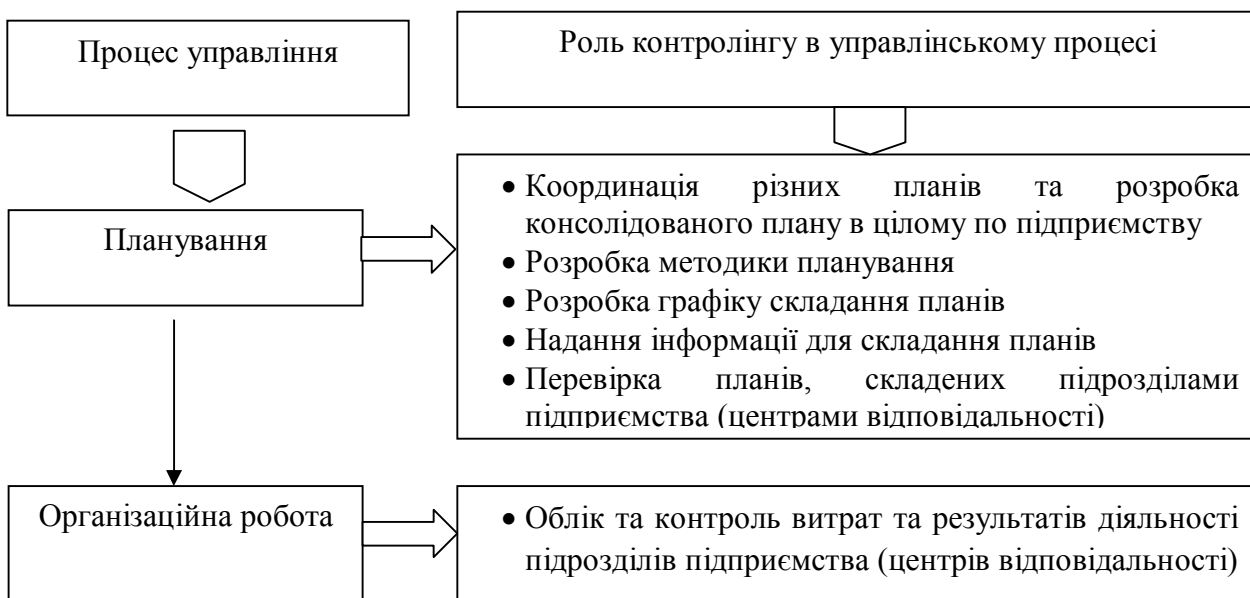 Процес управління
Роль контролінгу в управлінському процесі
Планування
• Координація різних планів та розробка
консолідованого плану в цілому по підприємству
• Розробка методики планування
• Розробка графіку складання планів
• Надання інформації для складання планів
• Перевірка планів, складених підрозділами
підприємства (центрами відповідальності)
Організаційна робота
• Облік та контроль витрат та результатів діяльності
підрозділів підприємства (центрів відповідальності)